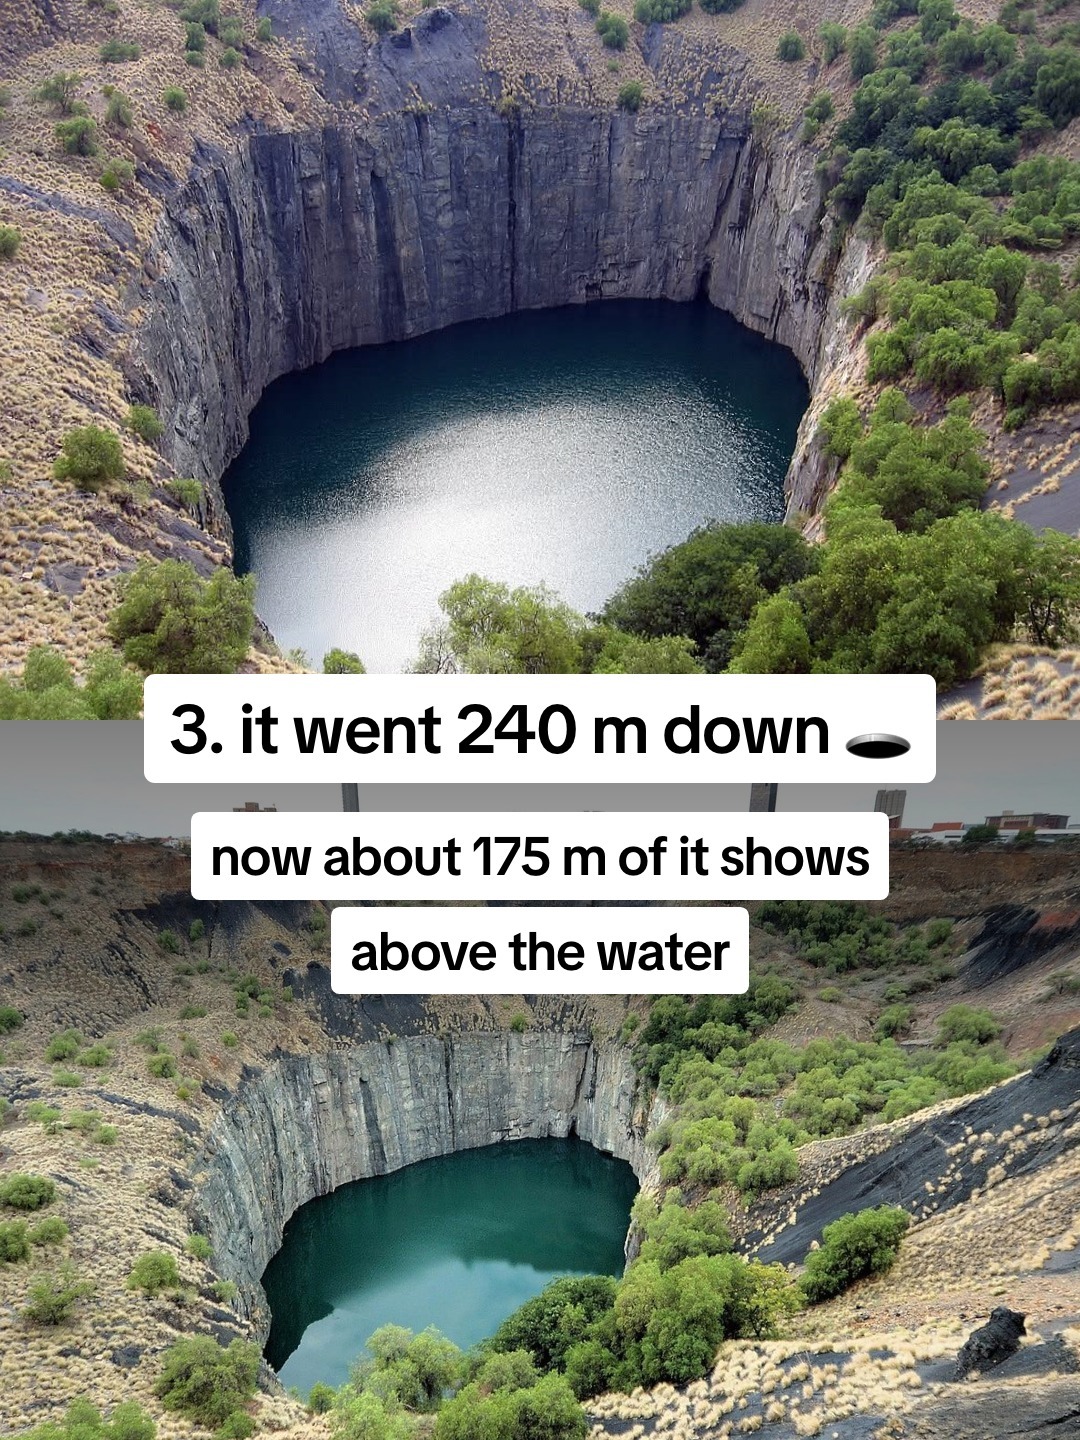 3. it went 240 m down 🕳️
now about 175 m of it shows
above the water